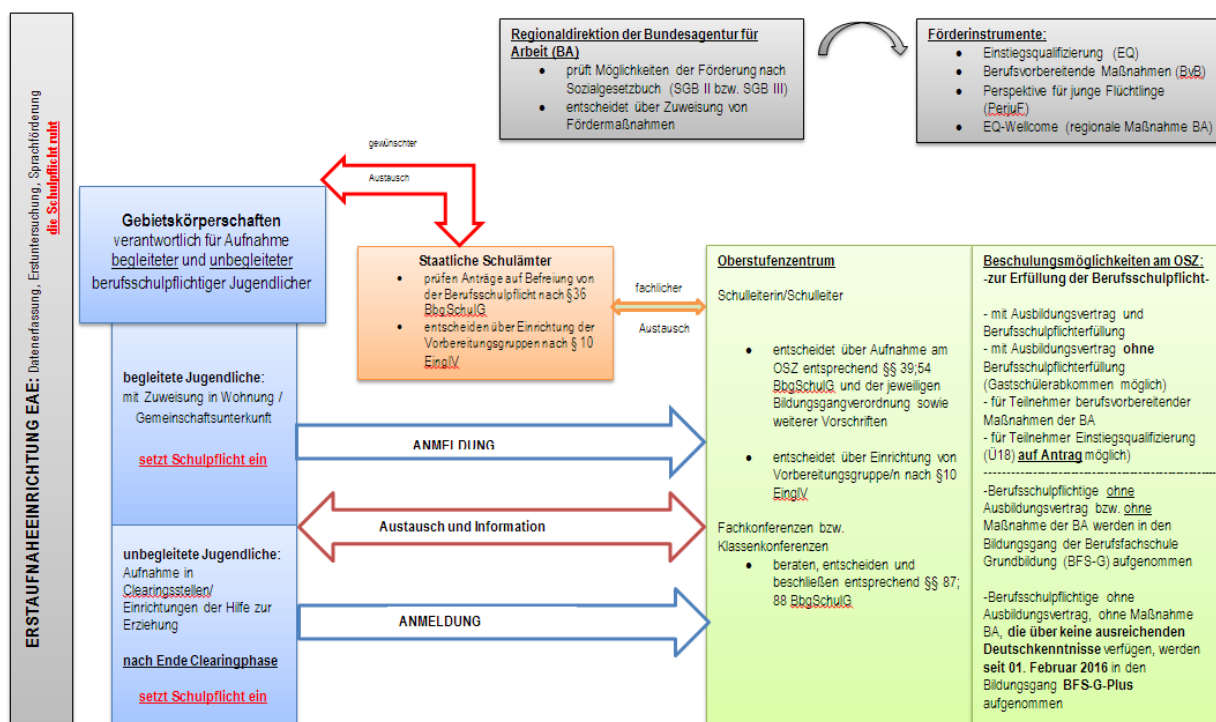 ERSTAUFNAHEEINRICHTUNG EAE: Datenerfassung, Erstuntersuchung, Sprachförderung
die Schulpflicht ruht
Regionaldirektion der Bundesagentur für
Arbeit (BA)
• prüft Möglichkeiten der Förderung nach
Sozialgesetzbuch (SGB II bzw. SGB III)
• entscheidet über Zuweisung von
Fördermaßnahmen
Förderinstrumente:
• Einstiegsqualifizierung (EQ)
• Berufsvorbereitende Maßnahmen (BvB)
• Perspektive für junge Flüchtlinge
(PerjuF)
• EQ-Wellcome (regionale Maßnahme BA)
gewünschter
Austausch
Gebietskörperschaften
verantwortlich für Aufnahme
begleiteter und unbegleiteter
berufsschulpflichtiger Jugendlicher
Staatliche Schulämter
• prüfen Anträge auf Befreiung von
der Berufsschulpflicht nach §36
BbgSchulG
• entscheiden über Einrichtung der
Vorbereitungsgruppen nach § 10
EinglV
fachlicher
Austausch
begleitete Jugendliche:
mit Zuweisung in Wohnung /
Gemeinschaftsunterkunft
setzt Schulpflicht ein
ANMELDUNG
Austausch und Information
unbegleitete Jugendliche:
Aufnahme in
Clearingsstellen/
Einrichtungen der Hilfe zur
Erziehung
nach Ende Clearingphase
setzt Schulpflicht ein
ANMELDUNG
Oberstufenzentrum
Schulleiterin/Schulleiter
• entscheidet über Aufnahme am
OSZ entsprechend §§ 39;54
BbgSchulG und der jeweiligen
Bildungsgangverordnung sowie
weiterer Vorschriften
• entscheidet über Einrichtung von
Vorbereitungsgruppe/n nach §10
EinglV
Fachkonferenzen bzw.
Klassenkonferenzen
• beraten, entscheiden und
beschließen entsprechend §§ 87;
88 BbgSchulG
Beschulungsmöglichkeiten am OSZ:
-zur Erfüllung der Berufsschulpflicht-
- mit Ausbildungsvertrag und
Berufsschulpflichterfüllung
- mit Ausbildungsvertrag ohne
Berufsschulpflichterfüllung
(Gastschülerabkommen möglich)
- für Teilnehmer berufsvorbereitender
Maßnahmen der BA
- für Teilnehmer Einstiegsqualifizierung
(Ü18) auf Antrag möglich)
-----------------------------------------------
-Berufsschulpflichtige ohne
Ausbildungsvertrag bzw. ohne
Maßnahme der BA werden in den
Bildungsgang der Berufsfachschule
Grundbildung (BFS-G) aufgenommen
-Berufsschulpflichtige ohne
Ausbildungsvertrag, ohne Maßnahme
BA, die über keine ausreichenden
Deutschkenntnisse verfügen, werden
seit 01. Februar 2016 in den
Bildungsgang BFS-G-Plus
aufgenommen